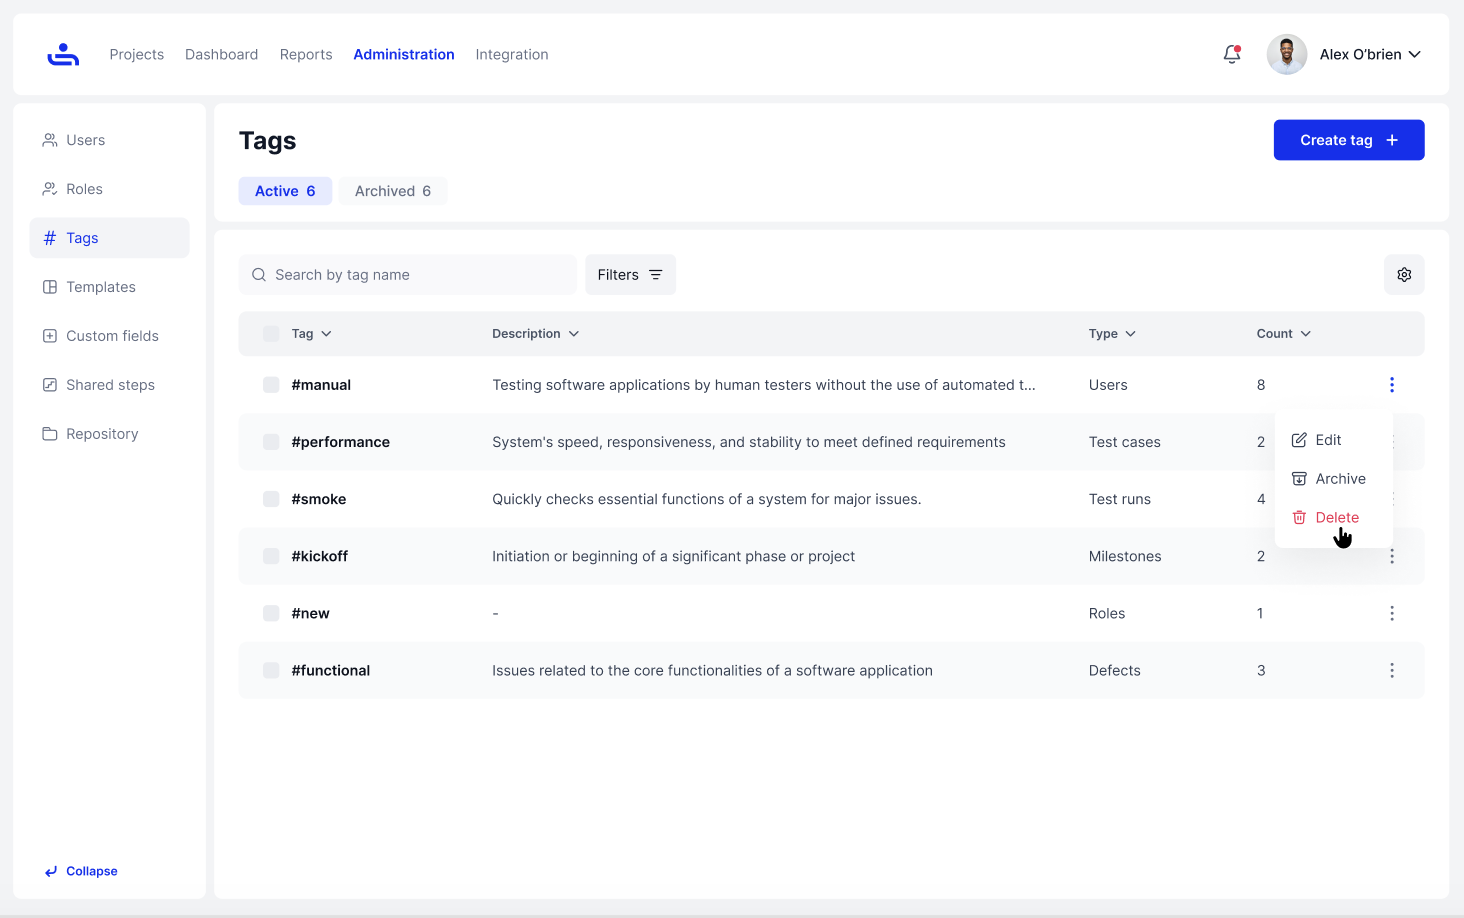 Projects Dashboard Reports Administration Integration Alex O'brien
Users
Roles
Tags
Templates
Custom fields
Shared steps
Repository
Collapse
Tags
Create tag
Active 6 Archived 6
Search by tag name Filters
Tag Description Type Count
#manual Testing software applications by human testers without the use of automated t... Users 8
#performance System's speed, responsiveness, and stability to meet defined requirements Test cases 2
#smoke Quickly checks essential functions of a system for major issues. Test runs 4
#kickoff Initiation or beginning of a significant phase or project Milestones 2
#new - Roles 1
#functional Issues related to the core functionalities of a software application Defects 3
Edit
Archive
Delete